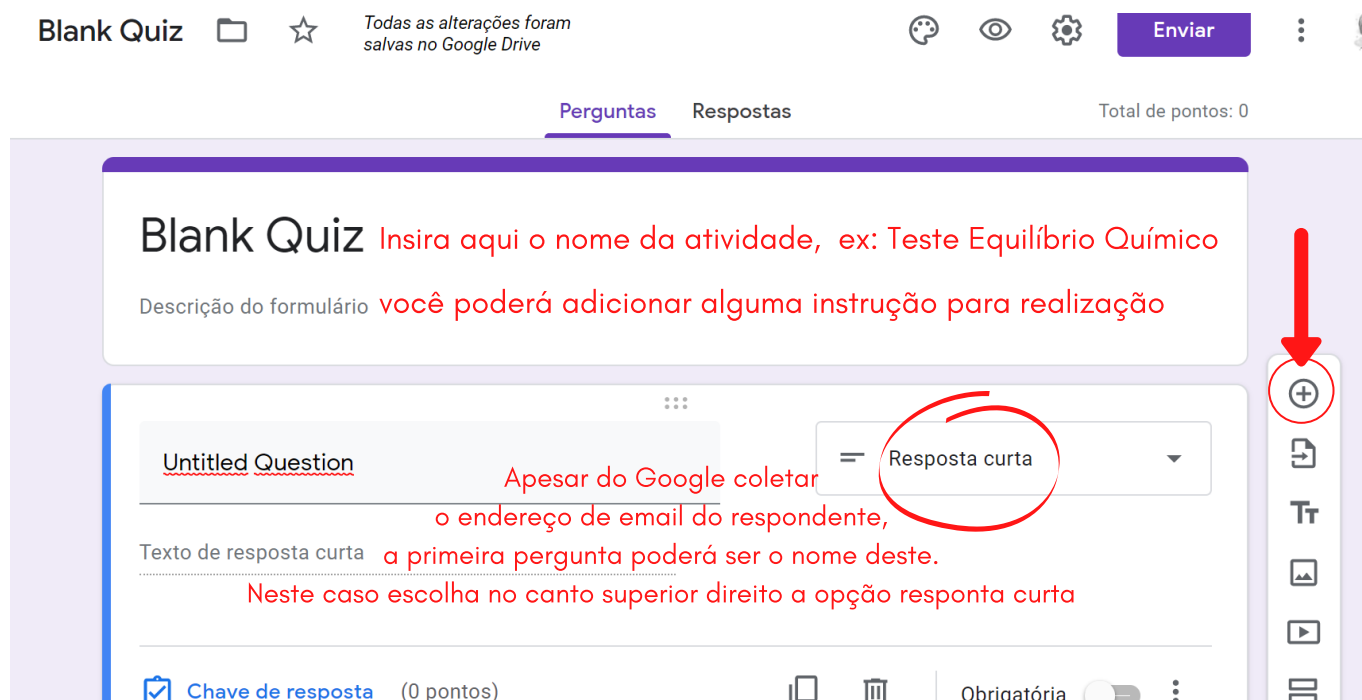 Blank Quiz
Todas as alterações foram
salvas no Google Drive
Enviar
Perguntas
Respostas
Total de pontos: 0
Blank Quiz
Insira aqui o nome da atividade, ex: Teste Equilíbrio Químico
Descrição do formulário
você poderá adicionar alguma instrução para realização
Untitled Question
Resposta curta
Apesar do Google coletar
o endereço de email do respondente,
Texto de resposta curta
a primeira pergunta poderá ser o nome deste.
Neste caso escolha no canto superior direito a opção responta curta
Chave de resposta
(0 pontos)
Obrigatória